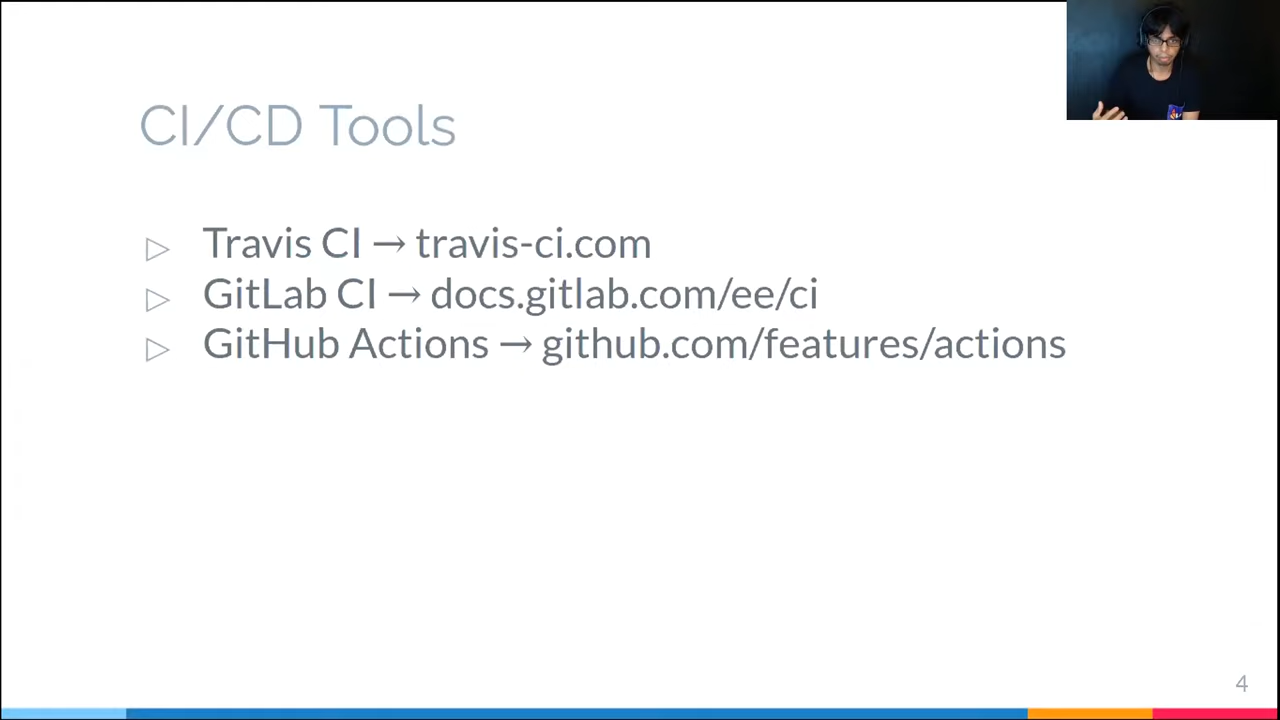 CI/CD Tools
Travis CI → travis-ci.com
GitLab CI → docs.gitlab.com/ee/ci
GitHub Actions → github.com/features/actions
4